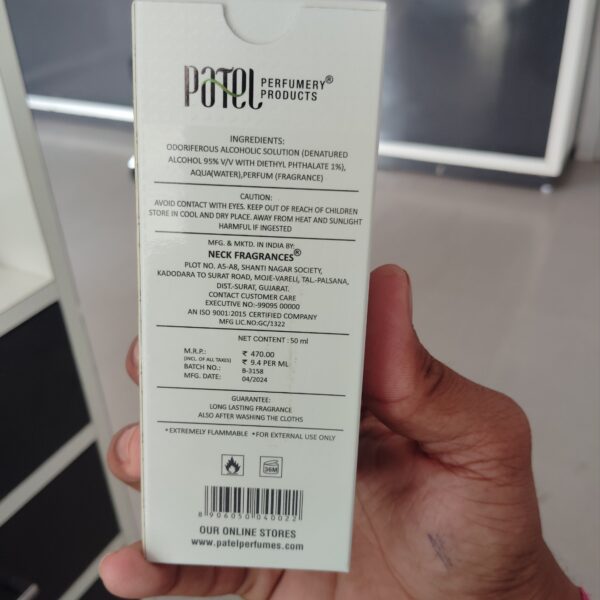 PATEL PERFUMERY®
PRODUCTS
INGREDIENTS:
ODORIFEROUS ALCOHOLIC SOLUTION (DENATURED
ALCOHOL 95% V/V WITH DIETHYL PHTHALATE 1%),
AQUA(WATER),PERFUM (FRAGRANCE)
CAUTION:
AVOID CONTACT WITH EYES. KEEP OUT OF REACH OF CHILDREN
STORE IN COOL AND DRY PLACE. AWAY FROM HEAT AND SUNLIGHT
HARMFUL IF INGESTED
MFG. & MKTD. IN INDIA BY:
NECK FRAGRANCES®
PLOT NO. A5-A8, SHANTI NAGAR SOCIETY,
KADODARA TO SURAT ROAD, MOJE-VARELI, TAL.-PALSANA,
DIST.-SURAT, GUJARAT.
CONTACT CUSTOMER CARE
EXECUTIVE NO:-99095 00000
AN ISO 9001:2015 CERTIFIED COMPANY
MFG LIC.NO:GC/1322
NET CONTENT : 50 ml
M.R.P.: ₹ 470.00
(INCL. OF ALL TAXES) ₹ 9.4 PER ML
BATCH NO.: B-3158
MFG. DATE: 04/2024
GUARANTEE:
LONG LASTING FRAGRANCE
ALSO AFTER WASHING THE CLOTHS
*EXTREMELY FLAMMABLE *FOR EXTERNAL USE ONLY
36M
8 906050 040022
OUR ONLINE STORES
www.patelperfumes.com